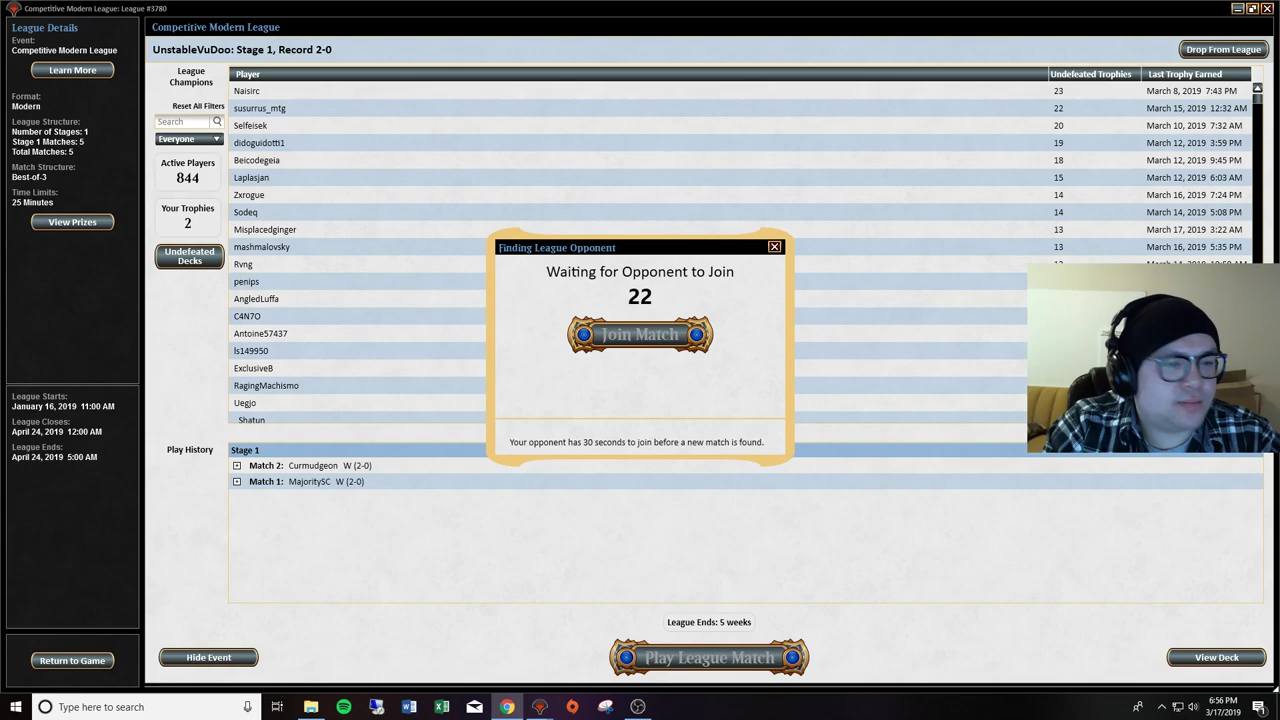 Competitive Modern League: League #3780
League Details
Event:
Competitive Modern League
Learn More
Format:
Modern
League Structure:
Number of Stages: 1
Stage 1 Matches: 5
Total Matches: 5
Match Structure:
Best-of-3
Time Limits:
25 Minutes
View Prizes
League Starts:
January 16, 2019 11:00 AM
League Closes:
April 24, 2019 12:00 AM
League Ends:
April 24, 2019 5:00 AM
Return to Game
Competitive Modern League
UnstableVuDoo: Stage 1, Record 2-0
Drop From League
League Champions
Reset All Filters
Search
Everyone
Active Players
844
Your Trophies
2
Undefeated Decks
Player Undefeated Trophies Last Trophy Earned
Naisirc 23 March 8, 2019 7:43 PM
susurrus_mtg 22 March 15, 2019 12:32 AM
Selfeisek 20 March 10, 2019 7:32 AM
didoguidotti1 19 March 12, 2019 3:59 PM
Beicodegeia 18 March 12, 2019 9:45 PM
Laplasjan 15 March 12, 2019 6:03 AM
Zxrogue 14 March 16, 2019 7:24 PM
Sodeq 14 March 14, 2019 5:08 PM
Misplacedginger 13 March 17, 2019 3:22 AM
mashmalovsky 13 March 16, 2019 5:35 PM
Rvng
penips
AngledLuffa
C4N7O
Antoine57437
ls149950
ExclusiveB
RagingMachismo
Uegjo
Shatun
Finding League Opponent
Waiting for Opponent to Join
22
Join Match
Your opponent has 30 seconds to join before a new match is found.
Play History
Stage 1
Match 2: Curmudgeon W (2-0)
Match 1: MajoritySC W (2-0)
League Ends: 5 weeks
Hide Event
Play League Match
View Deck
Type here to search
6:56 PM
3/17/2019